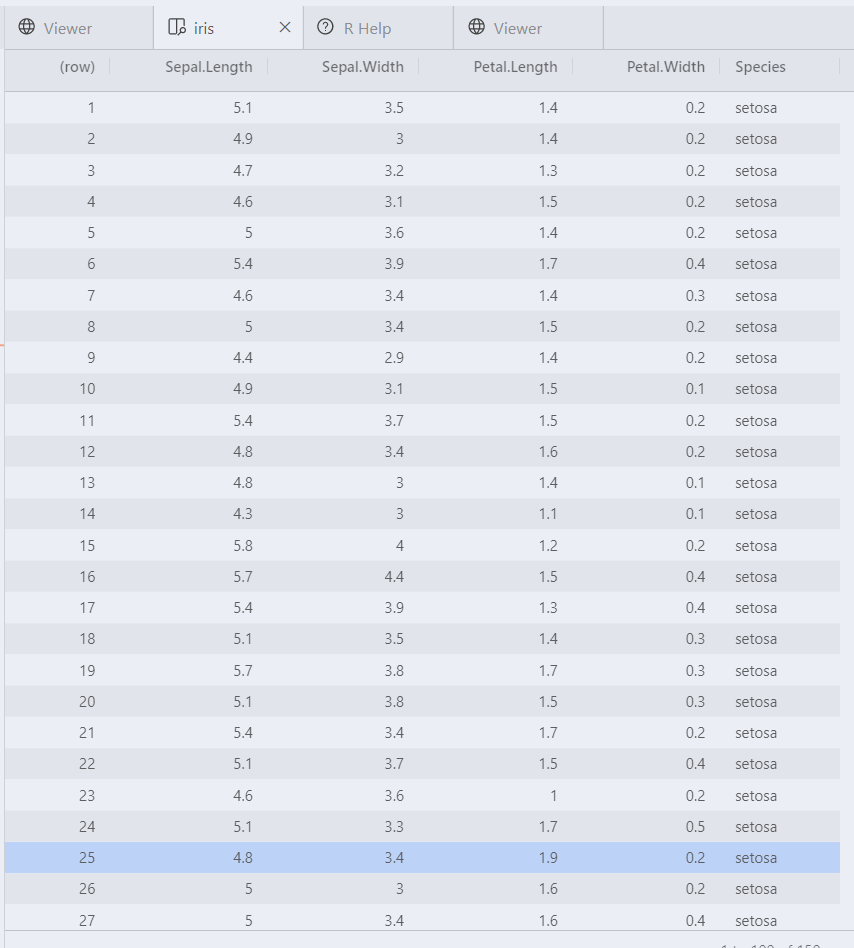 Viewer iris R Help Viewer
(row) Sepal.Length Sepal.Width Petal.Length Petal.Width Species
1 5.1 3.5 1.4 0.2 setosa
2 4.9 3 1.4 0.2 setosa
3 4.7 3.2 1.3 0.2 setosa
4 4.6 3.1 1.5 0.2 setosa
5 5 3.6 1.4 0.2 setosa
6 5.4 3.9 1.7 0.4 setosa
7 4.6 3.4 1.4 0.3 setosa
8 5 3.4 1.5 0.2 setosa
9 4.4 2.9 1.4 0.2 setosa
10 4.9 3.1 1.5 0.1 setosa
11 5.4 3.7 1.5 0.2 setosa
12 4.8 3.4 1.6 0.2 setosa
13 4.8 3 1.4 0.1 setosa
14 4.3 3 1.1 0.1 setosa
15 5.8 4 1.2 0.2 setosa
16 5.7 4.4 1.5 0.4 setosa
17 5.4 3.9 1.3 0.4 setosa
18 5.1 3.5 1.4 0.3 setosa
19 5.7 3.8 1.7 0.3 setosa
20 5.1 3.8 1.5 0.3 setosa
21 5.4 3.4 1.7 0.2 setosa
22 5.1 3.7 1.5 0.4 setosa
23 4.6 3.6 1 0.2 setosa
24 5.1 3.3 1.7 0.5 setosa
25 4.8 3.4 1.9 0.2 setosa
26 5 3 1.6 0.2 setosa
27 5 3.4 1.6 0.4 setosa